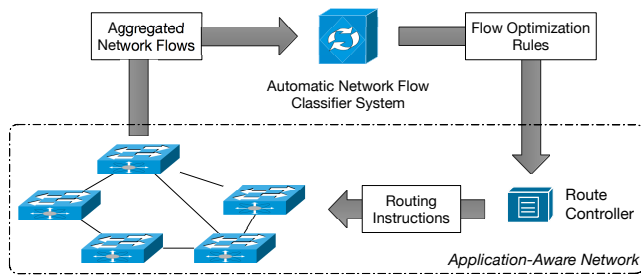 Aggregated
Network Flows
Flow Optimization
Rules
Automatic Network Flow
Classifier System
Routing
Instructions
Route
Controller
Application-Aware Network